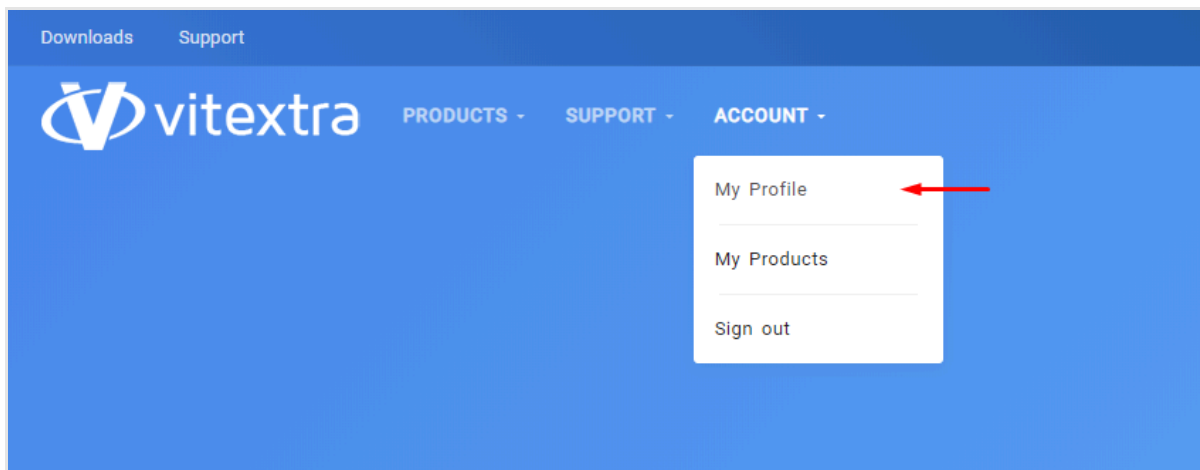 Downloads Support
vitextra PRODUCTS SUPPORT ACCOUNT
My Profile
My Products
Sign out